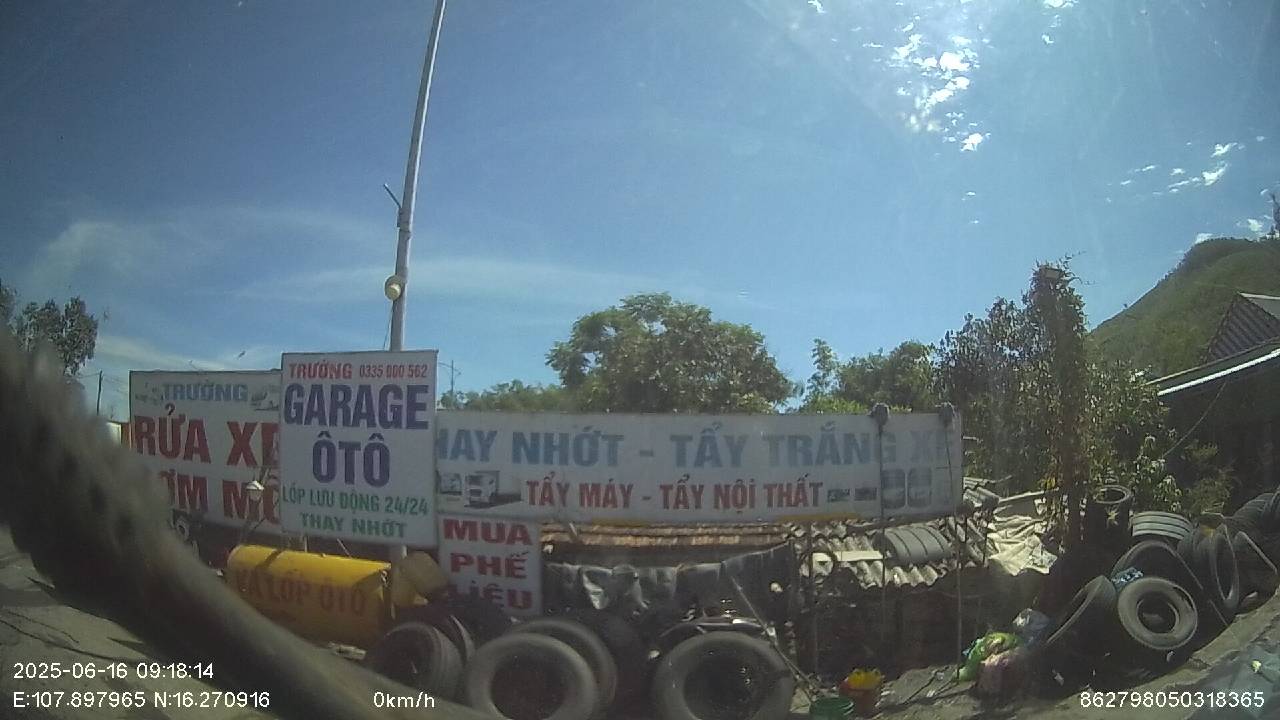 TRƯỜNG
RỬA XE
TRƯỜNG 0335 800 562
GARAGE
ÔTÔ
LỐP LƯU ĐỘNG 24/24
THAY NHỚT
HAY NHỚT - TẨY TRẮNG XE
TẨY MÁY - TẨY NỘI THẤT
MUA
PHẾ
LIỆU
VÁ LỐP ÔTÔ
2025-06-16 09:18:14
E:107.897965 N:16.270916
0km/h
862798050318365